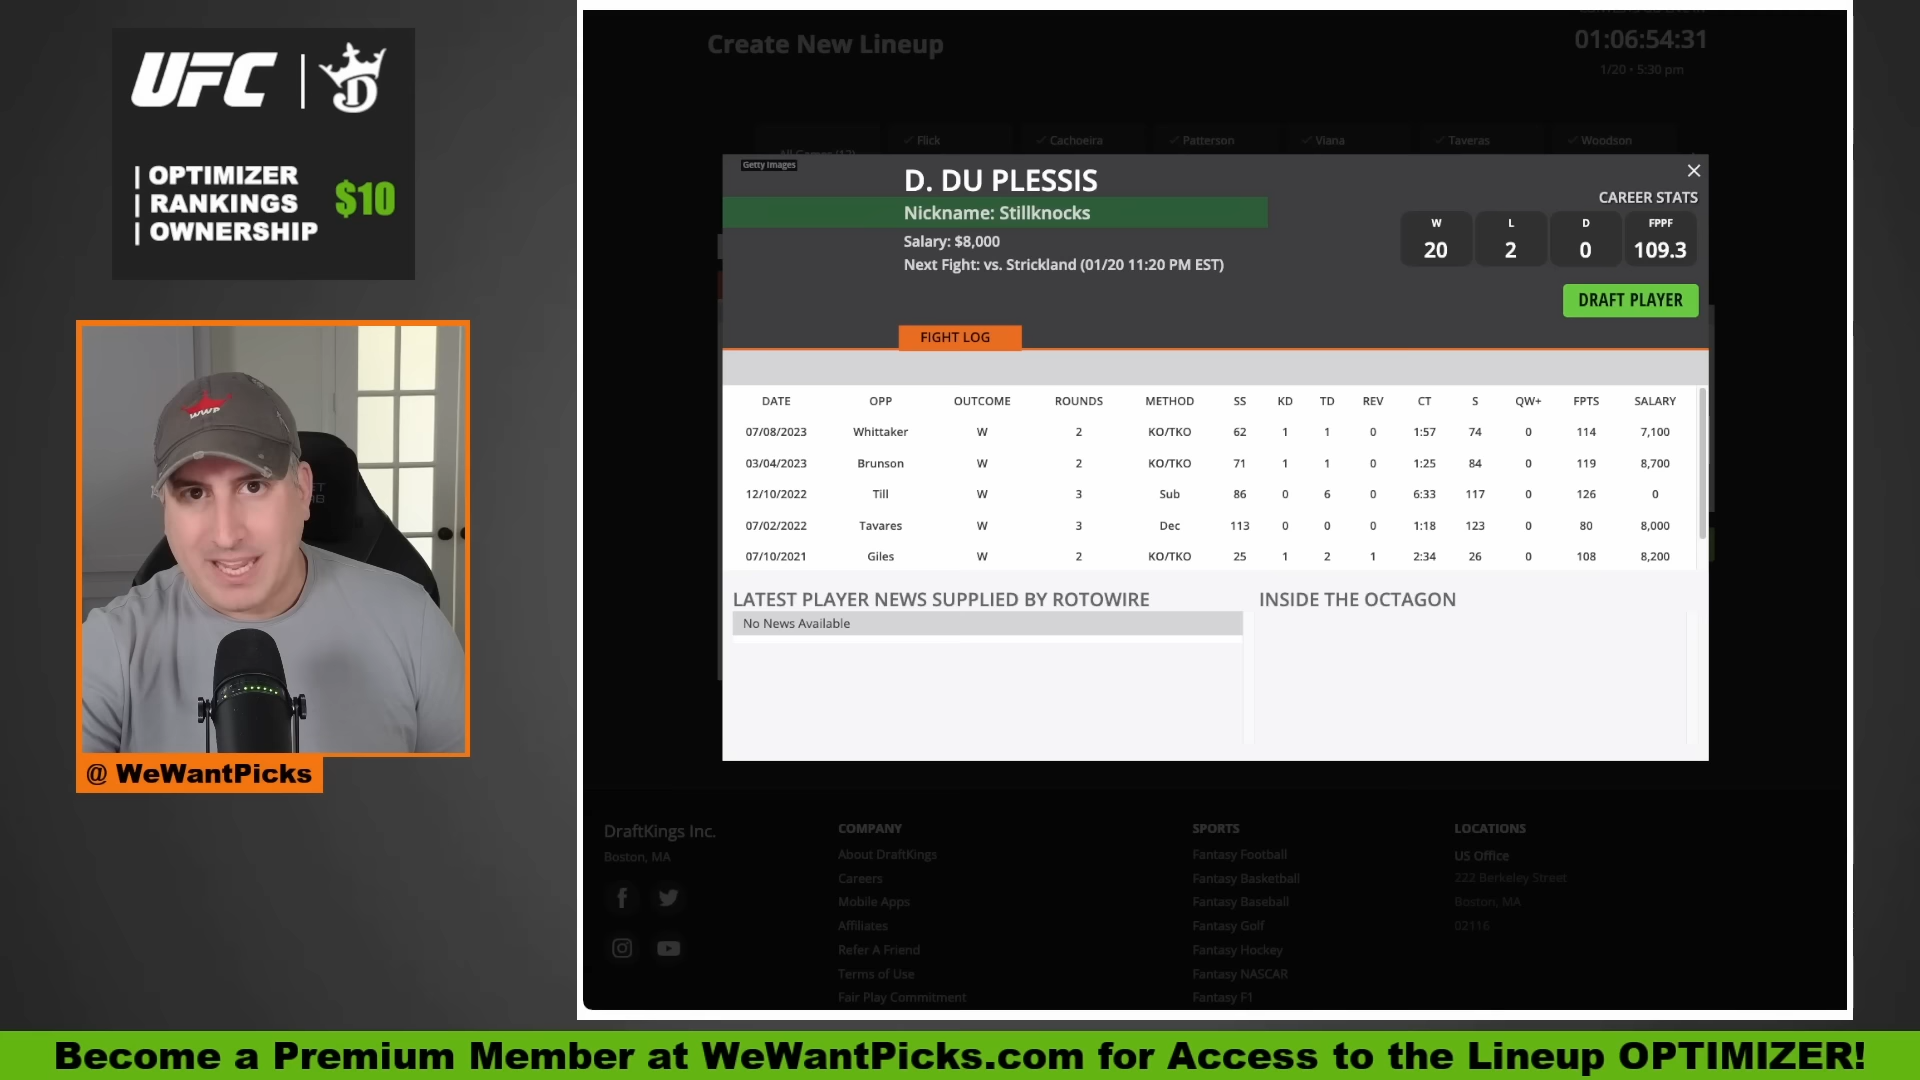 UFC
| OPTIMIZER
| RANKINGS
| OWNERSHIP
$10
WWP
@ WeWantPicks
Create New Lineup
01:06:54:31
1/20 • 5:30 pm
Flick
Cachoeira
Patterson
Viana
Taveras
Woodson
Getty Images
D. DU PLESSIS
Nickname: Stillknocks
Salary: $8,000
Next Fight: vs. Strickland (01/20 11:20 PM EST)
CAREER STATS
W L D FPPF
20 2 0 109.3
DRAFT PLAYER
FIGHT LOG
DATE OPP OUTCOME ROUNDS METHOD SS KD TD REV CT S QW+ FPTS SALARY
07/08/2023 Whittaker W 2 KO/TKO 62 1 1 0 1:57 74 0 114 7,100
03/04/2023 Brunson W 2 KO/TKO 71 1 1 0 1:25 84 0 119 8,700
12/10/2022 Till W 3 Sub 86 0 6 0 6:33 117 0 126 0
07/02/2022 Tavares W 3 Dec 113 0 0 0 1:18 123 0 80 8,000
07/10/2021 Giles W 2 KO/TKO 25 1 2 1 2:34 26 0 108 8,200
LATEST PLAYER NEWS SUPPLIED BY ROTOWIRE
No News Available
INSIDE THE OCTAGON
DraftKings Inc.
Boston, MA
COMPANY
About DraftKings
Careers
Mobile Apps
Affiliates
Refer A Friend
Terms of Use
Fair Play Commitment
SPORTS
Fantasy Football
Fantasy Basketball
Fantasy Baseball
Fantasy Golf
Fantasy Hockey
Fantasy NASCAR
Fantasy F1
LOCATIONS
US Office
222 Berkeley Street
Boston, MA
02116
Become a Premium Member at WeWantPicks.com for Access to the Lineup OPTIMIZER!